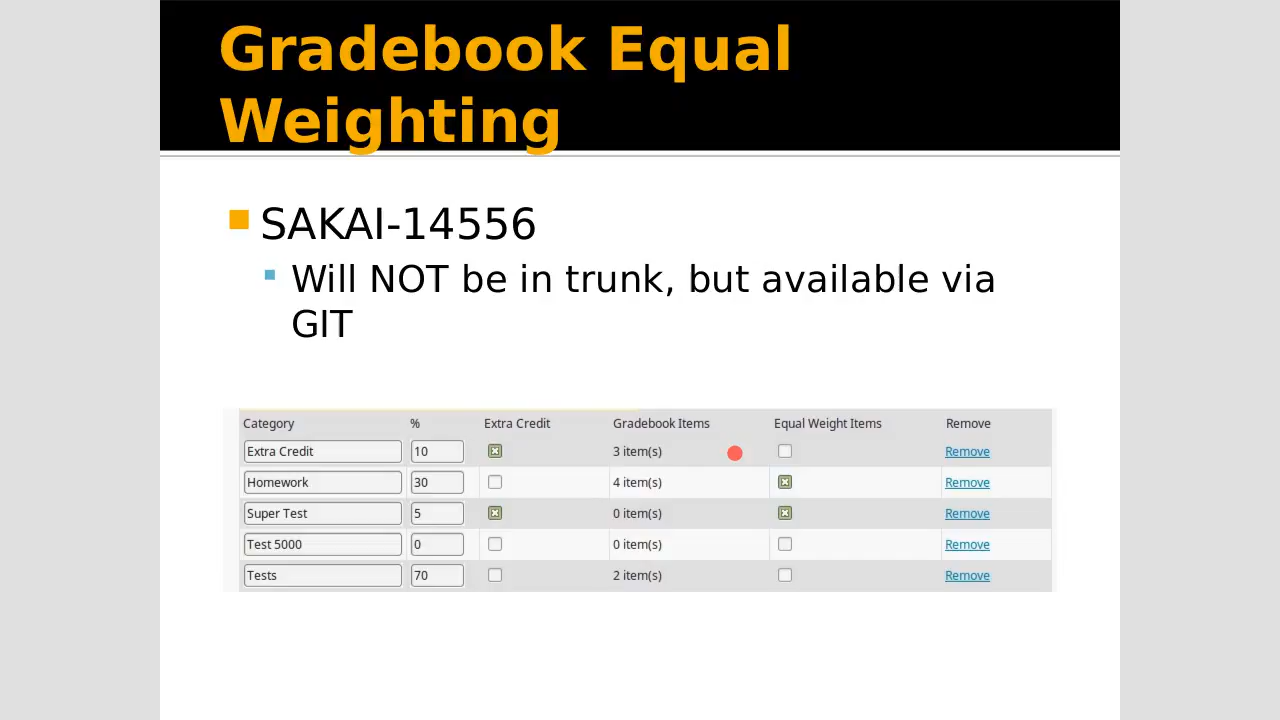 Gradebook Equal
Weighting
SAKAI-14556
Will NOT be in trunk, but available via
GIT
Category % Extra Credit Gradebook Items Equal Weight Items Remove
Extra Credit 10 3 item(s) Remove
Homework 30 4 item(s) Remove
Super Test 5 0 item(s) Remove
Test 5000 0 0 item(s) Remove
Tests 70 2 item(s) Remove